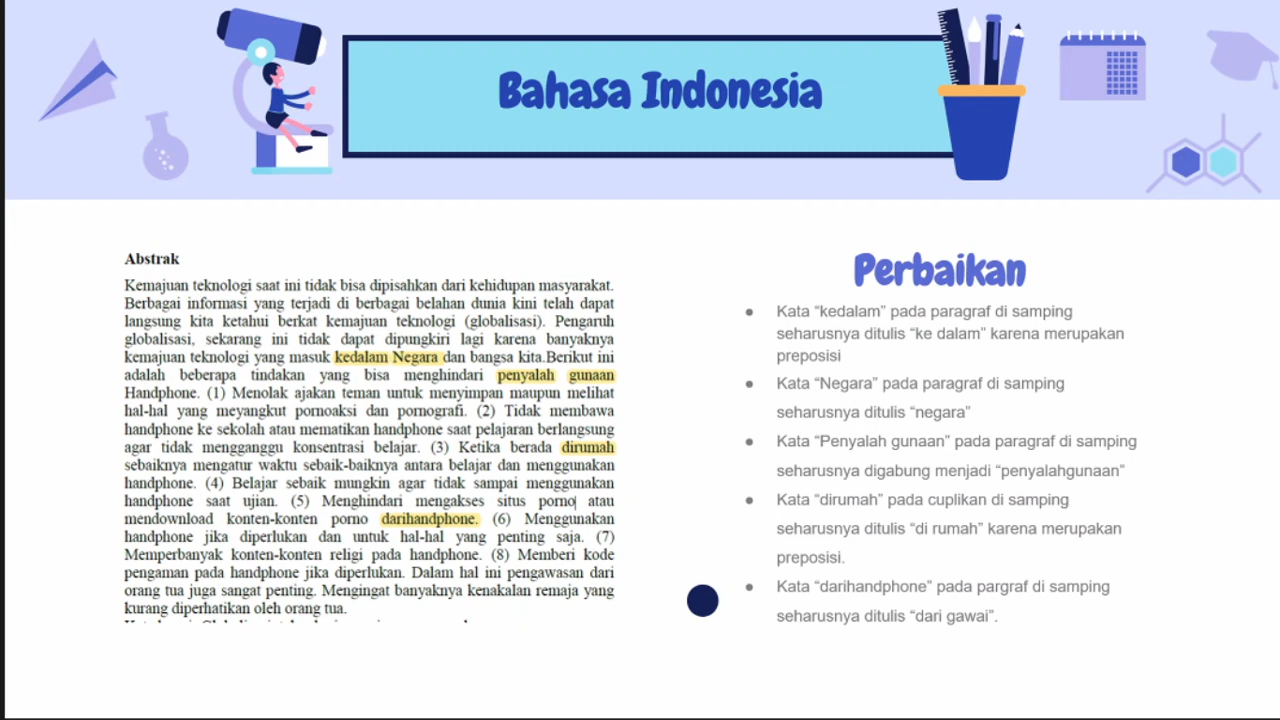 Bahasa Indonesia
Abstrak
Kemajuan teknologi saat ini tidak bisa dipisahkan dari kehidupan masyarakat.
Berbagai informasi yang terjadi di berbagai belahan dunia kini telah dapat
langsung kita ketahui berkat kemajuan teknologi (globalisasi). Pengaruh
globalisasi, sekarang ini tidak dapat dipungkiri lagi karena banyaknya
kemajuan teknologi yang masuk kedalam Negara dan bangsa kita.Berikut ini
adalah beberapa tindakan yang bisa menghindari penyalah gunaan
Handphone. (1) Menolak ajakan teman untuk menyimpan maupun melihat
hal-hal yang meyangkut pornoaksi dan pornografi. (2) Tidak membawa
handphone ke sekolah atau mematikan handphone saat pelajaran berlangsung
agar tidak mengganggu konsentrasi belajar. (3) Ketika berada dirumah
sebaiknya mengatur waktu sebaik-baiknya antara belajar dan menggunakan
handphone. (4) Belajar sebaik mungkin agar tidak sampai menggunakan
handphone saat ujian. (5) Menghindari mengakses situs porno atau
mendownload konten-konten porno darihandphone. (6) Menggunakan
handphone jika diperlukan dan untuk hal-hal yang penting saja. (7)
Memperbanyak konten-konten religi pada handphone. (8) Memberi kode
pengaman pada handphone jika diperlukan. Dalam hal ini pengawasan dari
orang tua juga sangat penting. Mengingat banyaknya kenakalan remaja yang
kurang diperhatikan oleh orang tua.
Perbaikan
● Kata “kedalam” pada paragraf di samping
seharusnya ditulis “ke dalam” karena merupakan
preposisi
● Kata “Negara” pada paragraf di samping
seharusnya ditulis “negara”
● Kata “Penyalah gunaan” pada paragraf di samping
seharusnya digabung menjadi “penyalahgunaan”
● Kata “dirumah” pada cuplikan di samping
seharusnya ditulis “di rumah” karena merupakan
preposisi.
● Kata “darihandphone” pada pargraf di samping
seharusnya ditulis “dari gawai”.